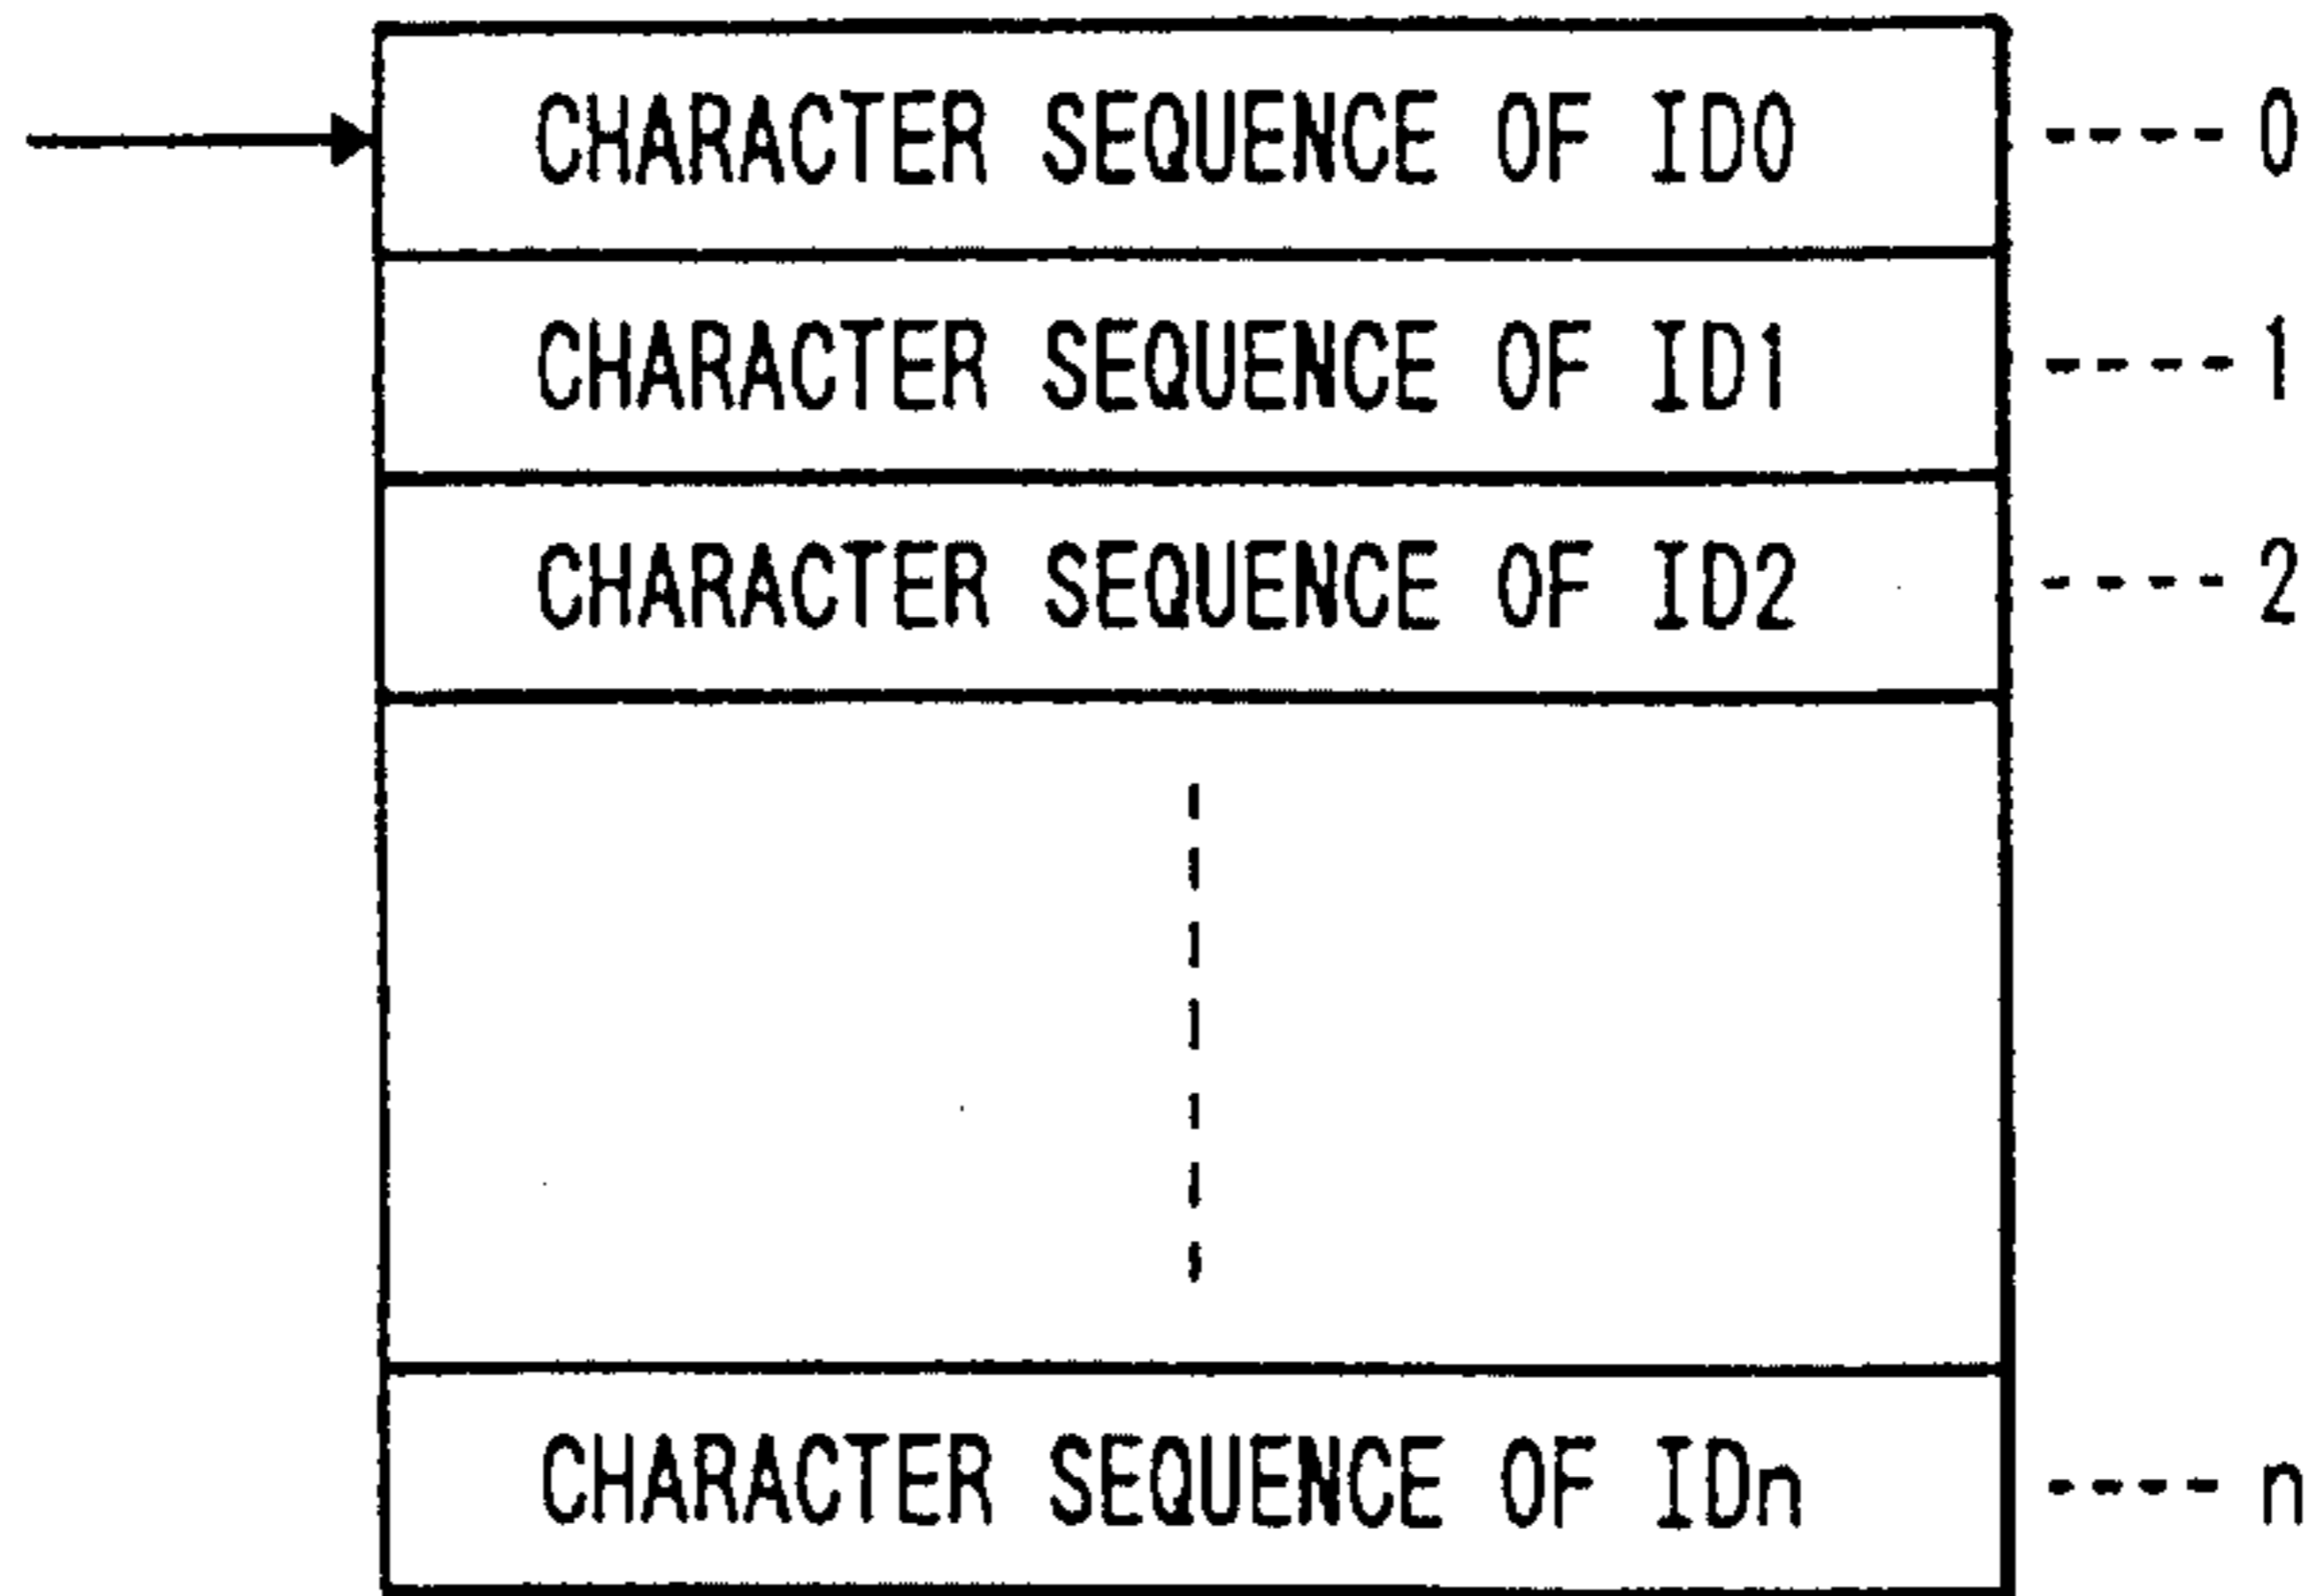 CHARACTER SEQUENCE OF ID0 ---- 0
CHARACTER SEQUENCE OF ID1 ---- 1
CHARACTER SEQUENCE OF ID2 ---- 2
CHARACTER SEQUENCE OF IDn ---- n